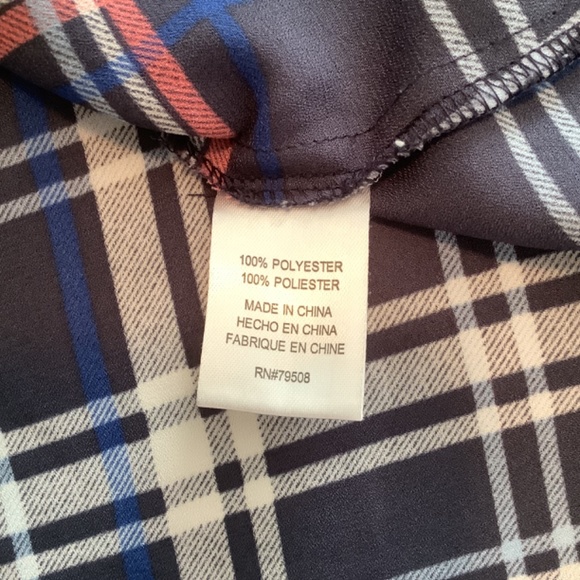 100% POLYESTER
100% POLIESTER
MADE IN CHINA
HECHO EN CHINA
FABRIQUE EN CHINE
RN#79508